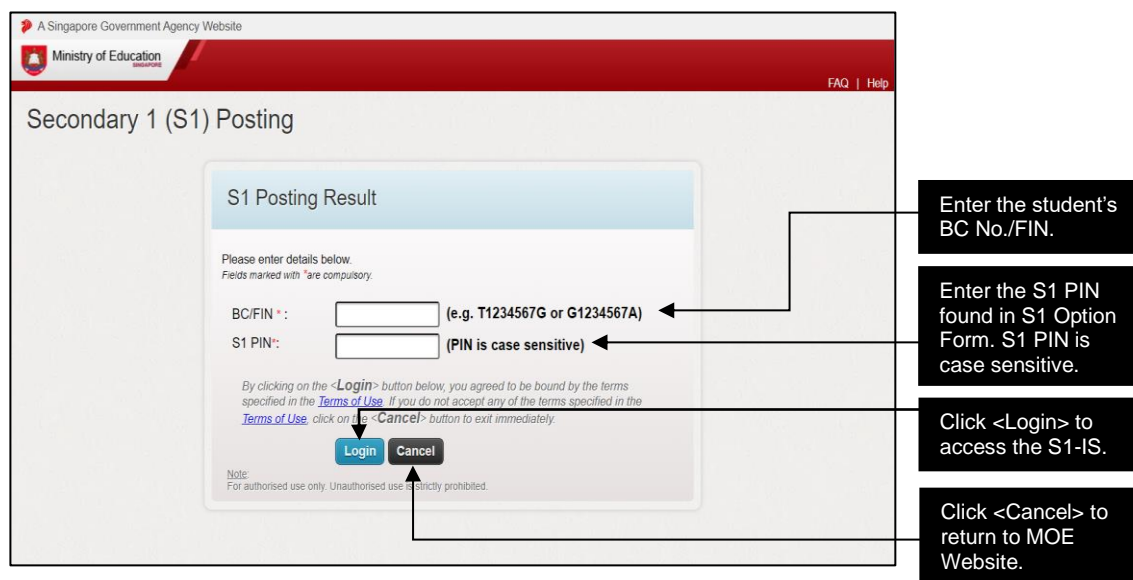 A Singapore Government Agency Website
Ministry of Education
SINGAPORE
FAQ | Help
Secondary 1 (S1) Posting
S1 Posting Result
Please enter details below.
Fields marked with *are compulsory.
BC/FIN * : (e.g. T1234567G or G1234567A)
S1 PIN*: (PIN is case sensitive)
By clicking on the <Login> button below, you agreed to be bound by the terms
specified in the Terms of Use. If you do not accept any of the terms specified in the
Terms of Use, click on the <Cancel> button to exit immediately.
Login Cancel
Note:
For authorised use only. Unauthorised use is strictly prohibited.
Enter the student's
BC No./FIN.
Enter the S1 PIN
found in S1 Option
Form. S1 PIN is
case sensitive.
Click <Login> to
access the S1-IS.
Click <Cancel> to
return to MOE
Website.